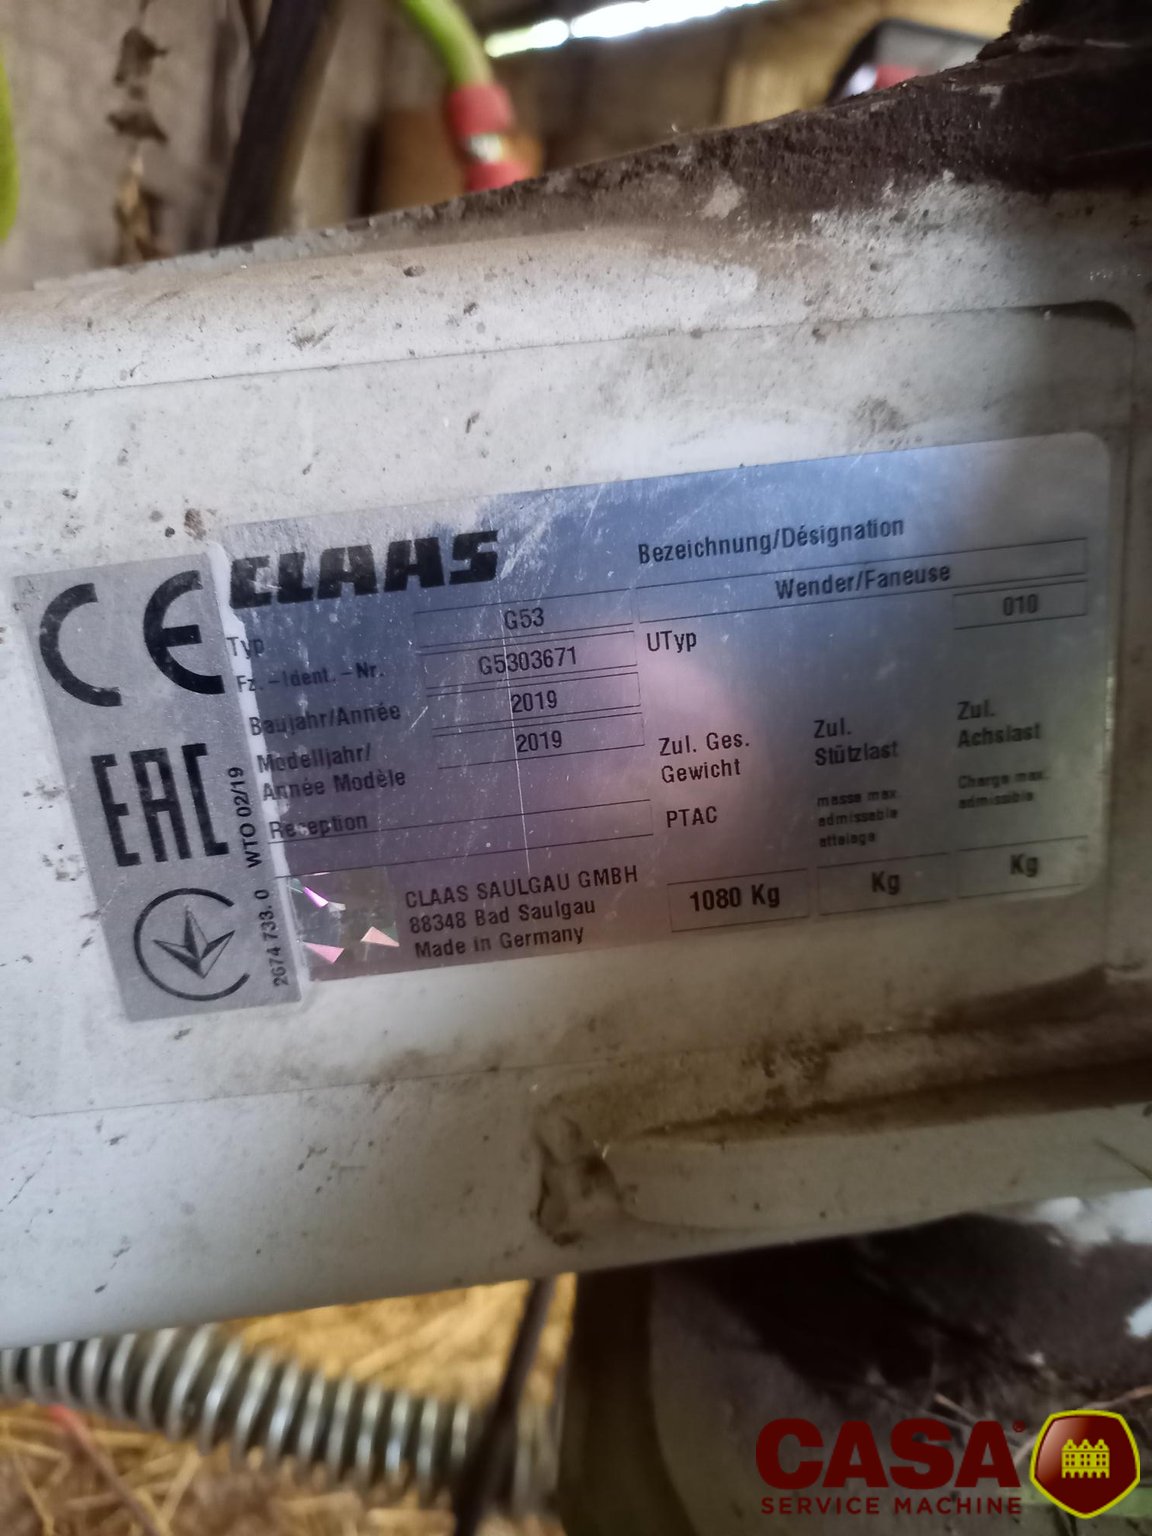 CE
CLAAS
Bezeichnung/Désignation
Wender/Faneuse
Typ G53
UTyp 010
Fz.-Ident.-Nr. G5303671
Baujahr/Année 2019
Modelljahr/
Année Modèle 2019
Reception
Zul. Ges.
Gewicht
PTAC
1080 Kg
Zul.
Stützlast
masse max.
admissable
attelage
Kg
Zul.
Achslast
Charge max.
admissible
Kg
CLAAS SAULGAU GMBH
88348 Bad Saulgau
Made in Germany
EAC
2674 733. 0 WTO 02/19
CASA®
SERVICE MACHINE